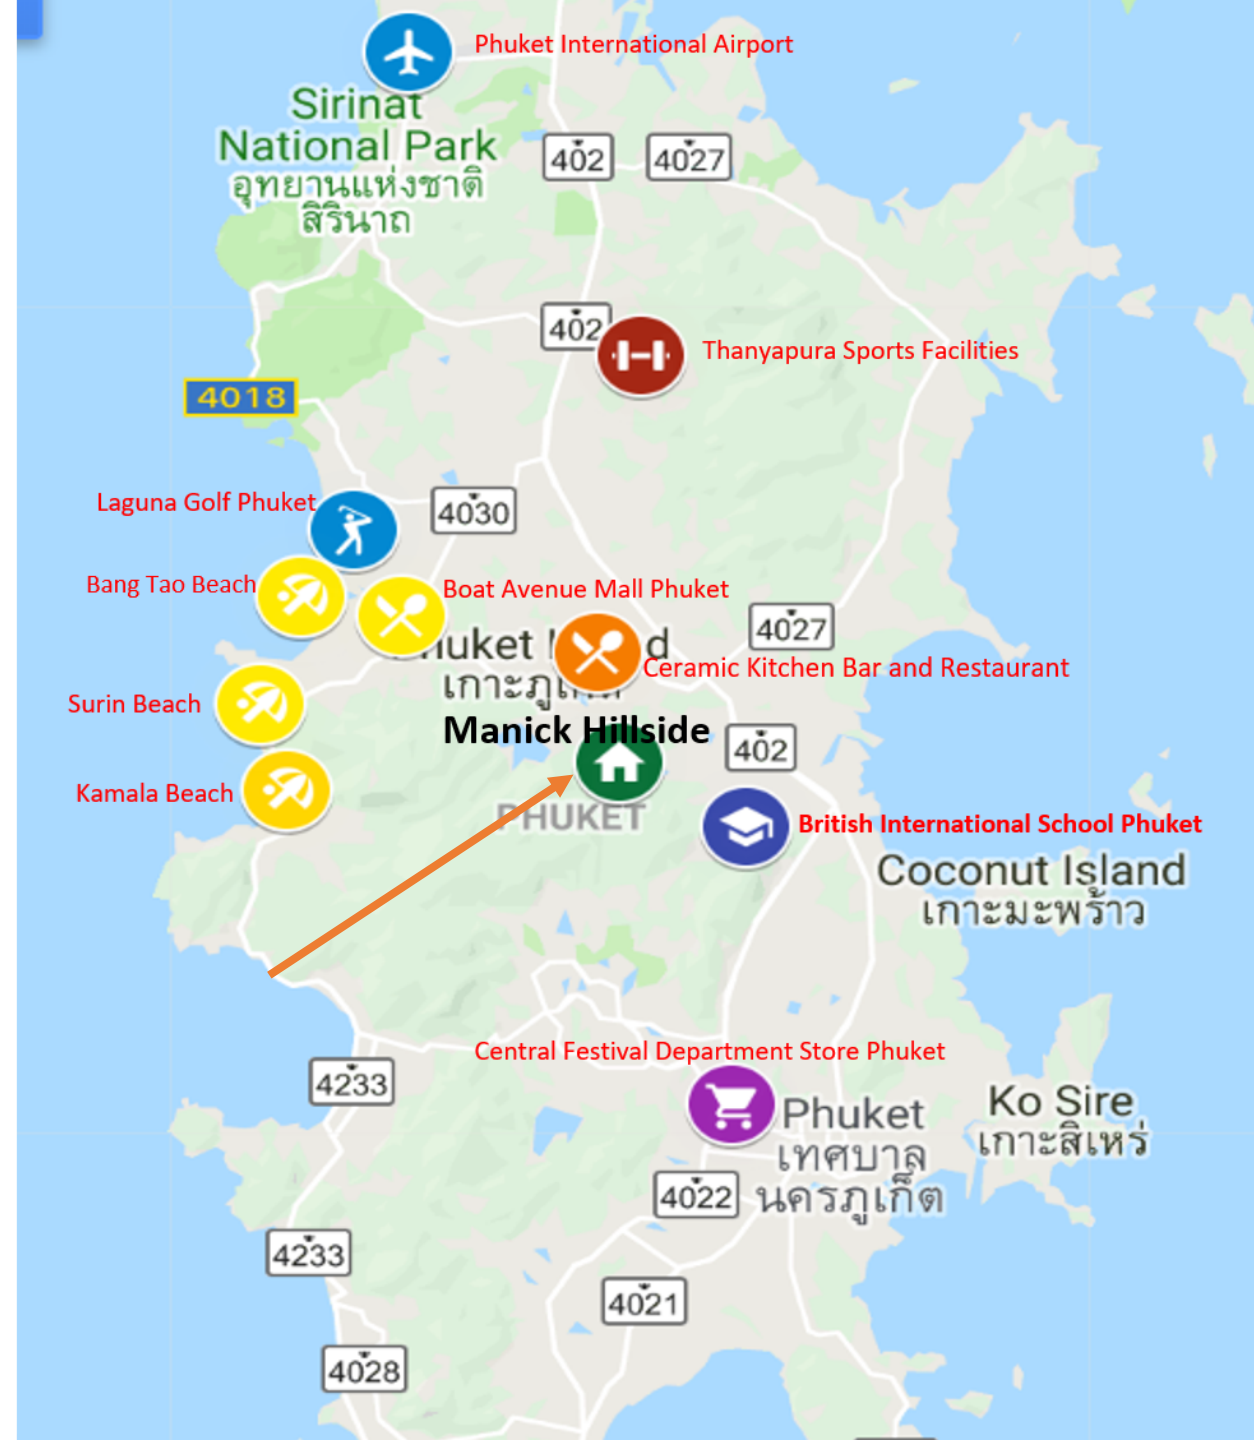 Phuket International Airport
Sirinat
National Park
อุทยานแห่งชาติ
สิรินาถ
402
4027
402
Thanyapura Sports Facilities
4018
Laguna Golf Phuket
4030
Bang Tao Beach
Boat Avenue Mall Phuket
4027
Ceramic Kitchen Bar and Restaurant
Surin Beach
Manick Hillside
402
Kamala Beach
PHUKET
British International School Phuket
Coconut Island
เกาะมะพร้าว
Central Festival Department Store Phuket
4233
Phuket
เทศบาล
นครภูเก็ต
Ko Sire
เกาะสิเหร่
4022
4233
4021
4028